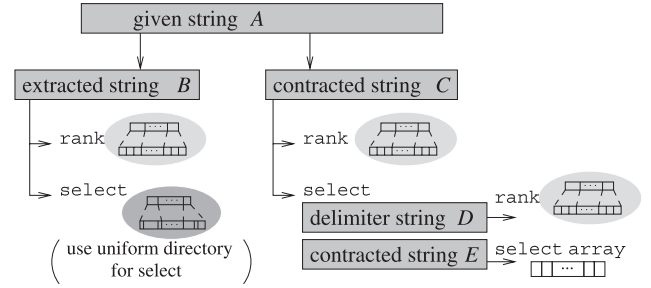 given string A
extracted string B
contracted string C
rank
rank
select
select
rank
delimiter string D
(use uniform directory
for select)
contracted string E
select array